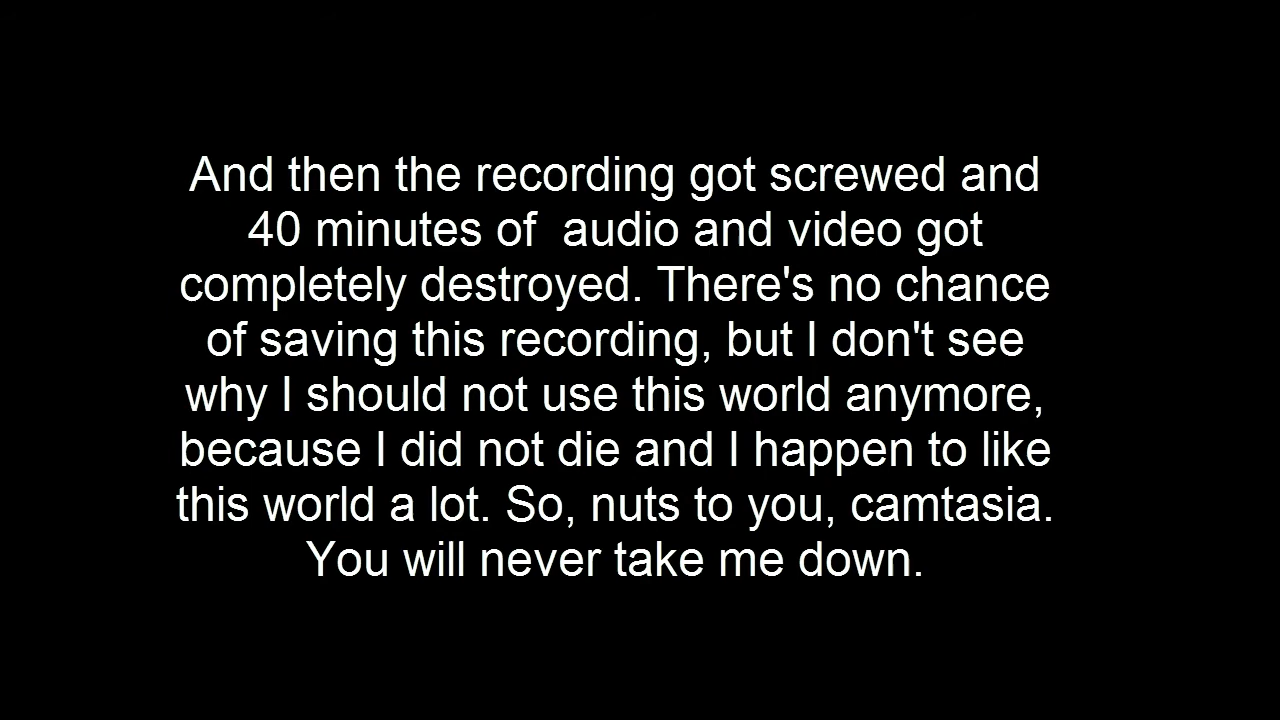 And then the recording got screwed and
40 minutes of  audio and video got
completely destroyed. There's no chance
of saving this recording, but I don't see
why I should not use this world anymore,
because I did not die and I happen to like
this world a lot. So, nuts to you, camtasia.
You will never take me down.